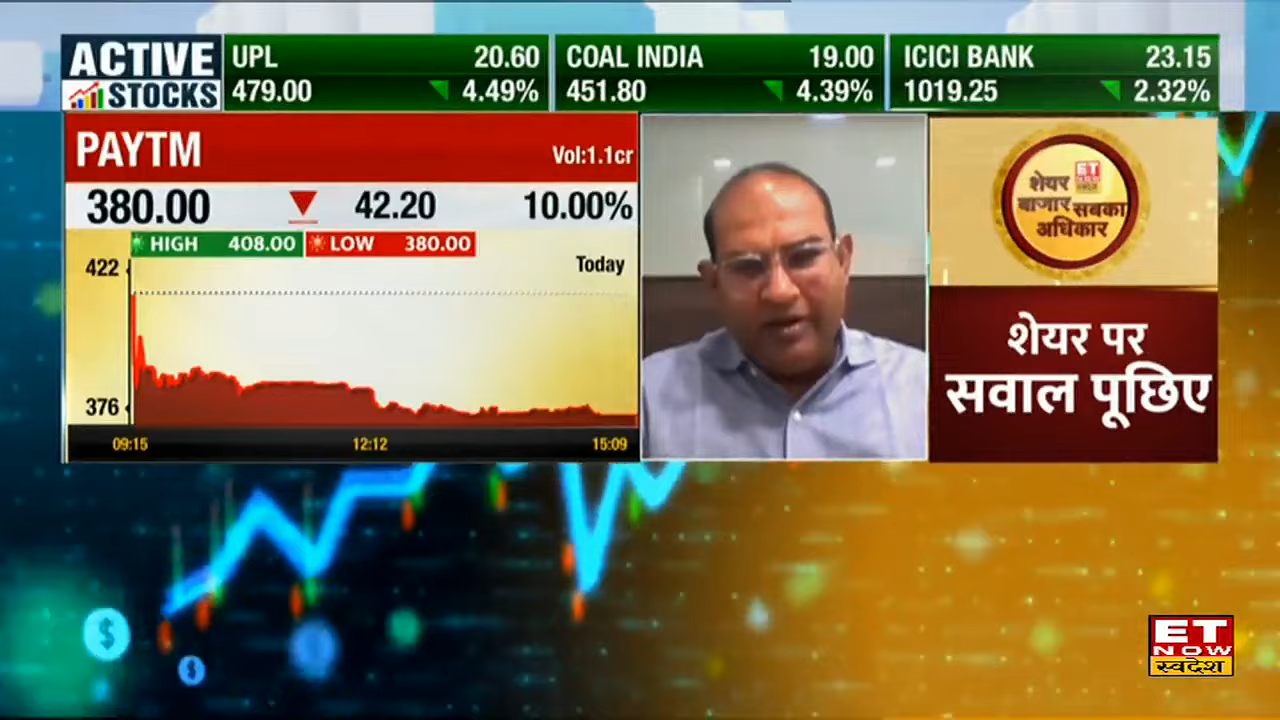 ACTIVE
STOCKS
UPL 20.60
479.00 4.49%
COAL INDIA 19.00
451.80 4.39%
ICICI BANK 23.15
1019.25 2.32%
PAYTM Vol:1.1cr
380.00 42.20 10.00%
HIGH 408.00 LOW 380.00
Today
422
376
09:15 12:12 15:09
ET
शेयर
बाजार सबका
अधिकार
शेयर पर
सवाल पूछिए
$
$
ET
NOW
स्वदेश